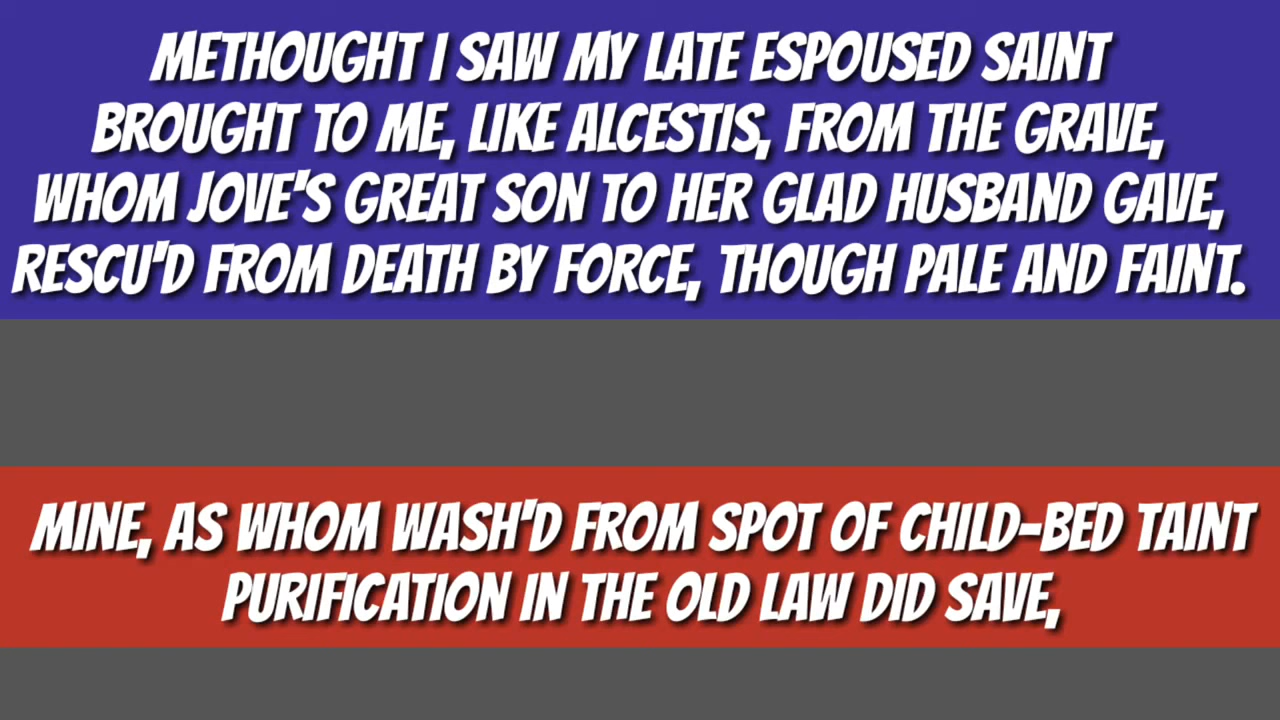 METHOUGHT I SAW MY LATE ESPOUSED SAINT
BROUGHT TO ME, LIKE ALCESTIS, FROM THE GRAVE,
WHOM JOVE'S GREAT SON TO HER GLAD HUSBAND GAVE,
RESCU'D FROM DEATH BY FORCE, THOUGH PALE AND FAINT.
MINE, AS WHOM WASH'D FROM SPOT OF CHILD-BED TAINT
PURIFICATION IN THE OLD LAW DID SAVE,